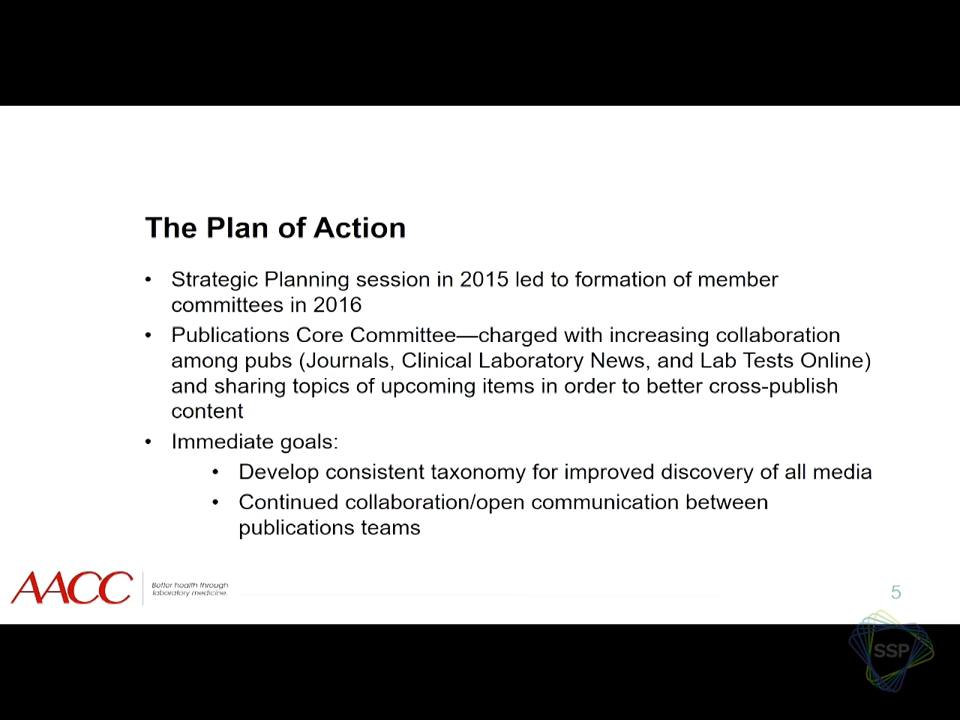 The Plan of Action
• Strategic Planning session in 2015 led to formation of member
committees in 2016
• Publications Core Committee—charged with increasing collaboration
among pubs (Journals, Clinical Laboratory News, and Lab Tests Online)
and sharing topics of upcoming items in order to better cross-publish
content
• Immediate goals:
• Develop consistent taxonomy for improved discovery of all media
• Continued collaboration/open communication between
publications teams
AACC
Better health through
laboratory medicine.
5
SSP